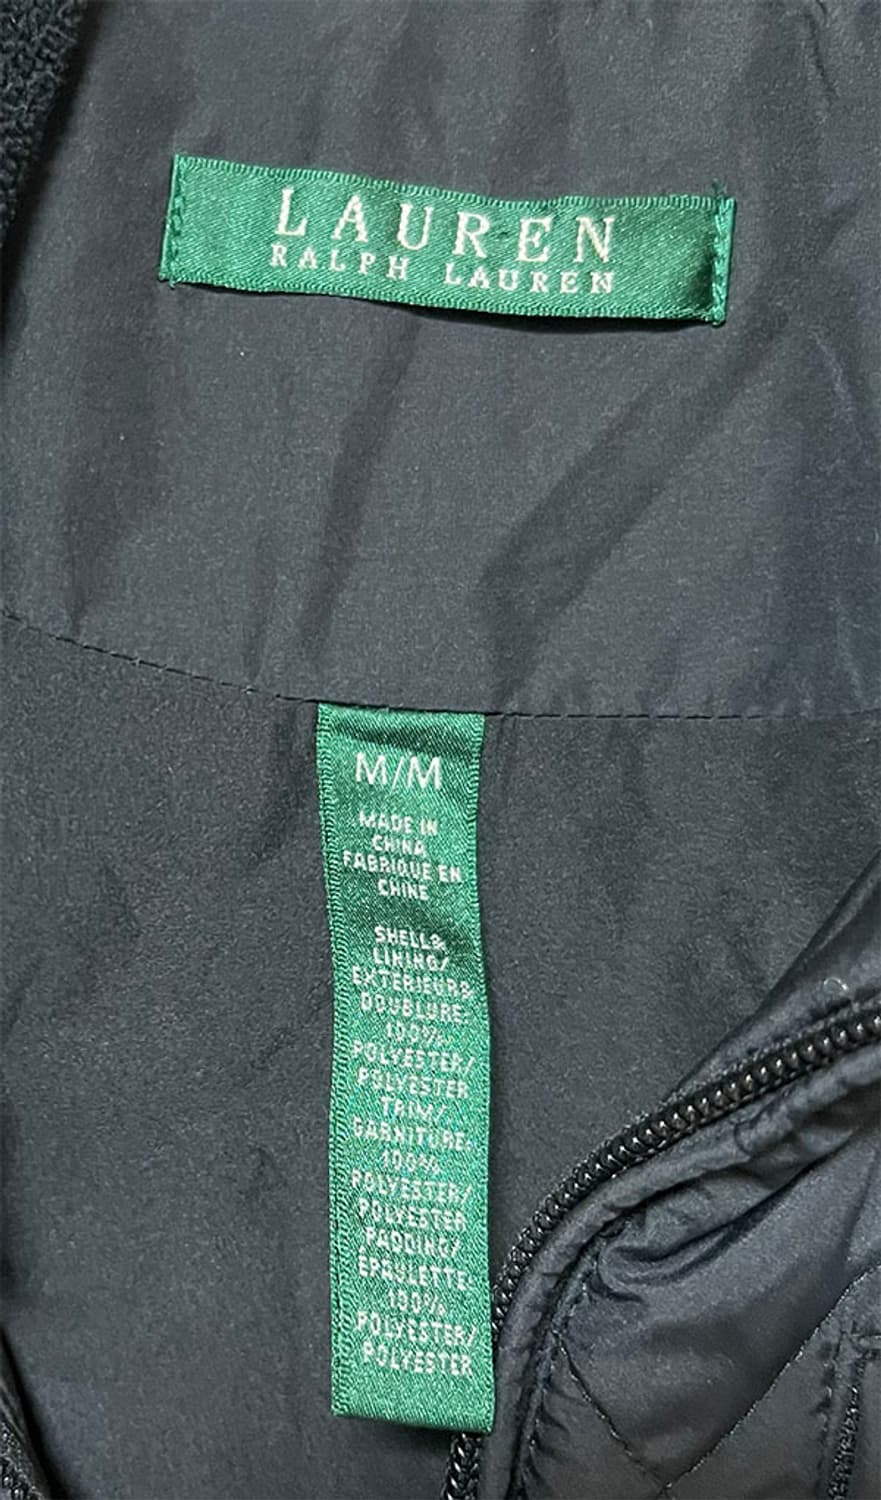 LAUREN
RALPH LAUREN
M/M
MADE IN
CHINA
FABRIQUE EN
CHINE
SHELL&
LINING/
EXTERIEUR&
DOUBLURE:
100%
POLYESTER/
POLYESTER
TRIM/
GARNITURE:
100%
POLYESTER/
POLYESTER
PADDING/
EPAULETTE:
100%
POLYESTER/
POLYESTER